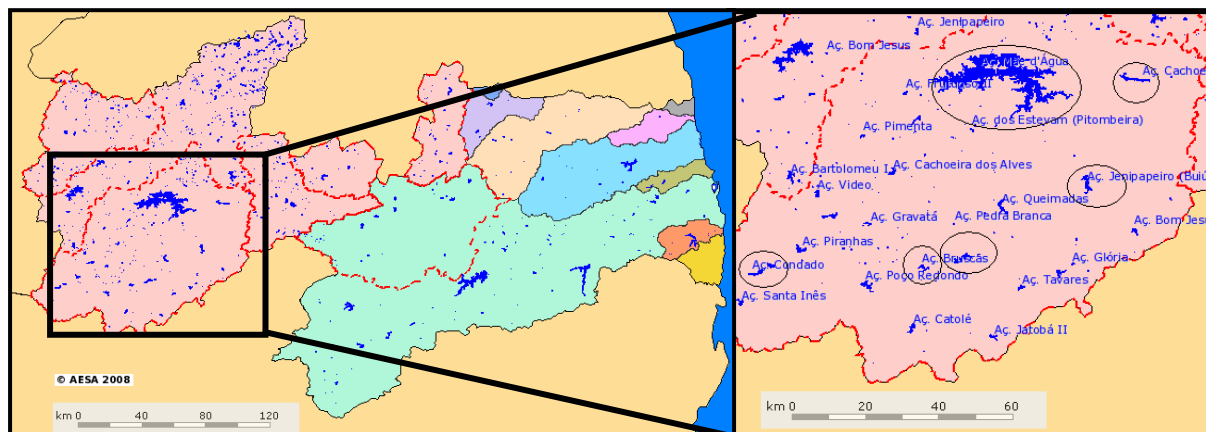 © AESA 2008
km 0 40 80 120
Aç. Jenipapeiro
Aç. Bom Jesus
Aç. Mãe d'Água
Aç. Cachoe
Aç. dos Estevam (Pitombeira)
Aç. Pimenta
Aç. Cachoeira dos Alves
Aç. Bartolomeu I
Aç. Jenipapeiro (Buiú
Aç. Video
Aç. Queimadas
Aç. Gravatá
Aç. Pedra Branca
Aç. Bom Jesu
Aç. Piranhas
Aç. Condado
Aç. Bruscas
Aç. Glória
Aç. Poço Redondo
Aç. Tavares
Aç. Santa Inês
Aç. Catolé
Aç. Jatobá II
km 0 20 40 60